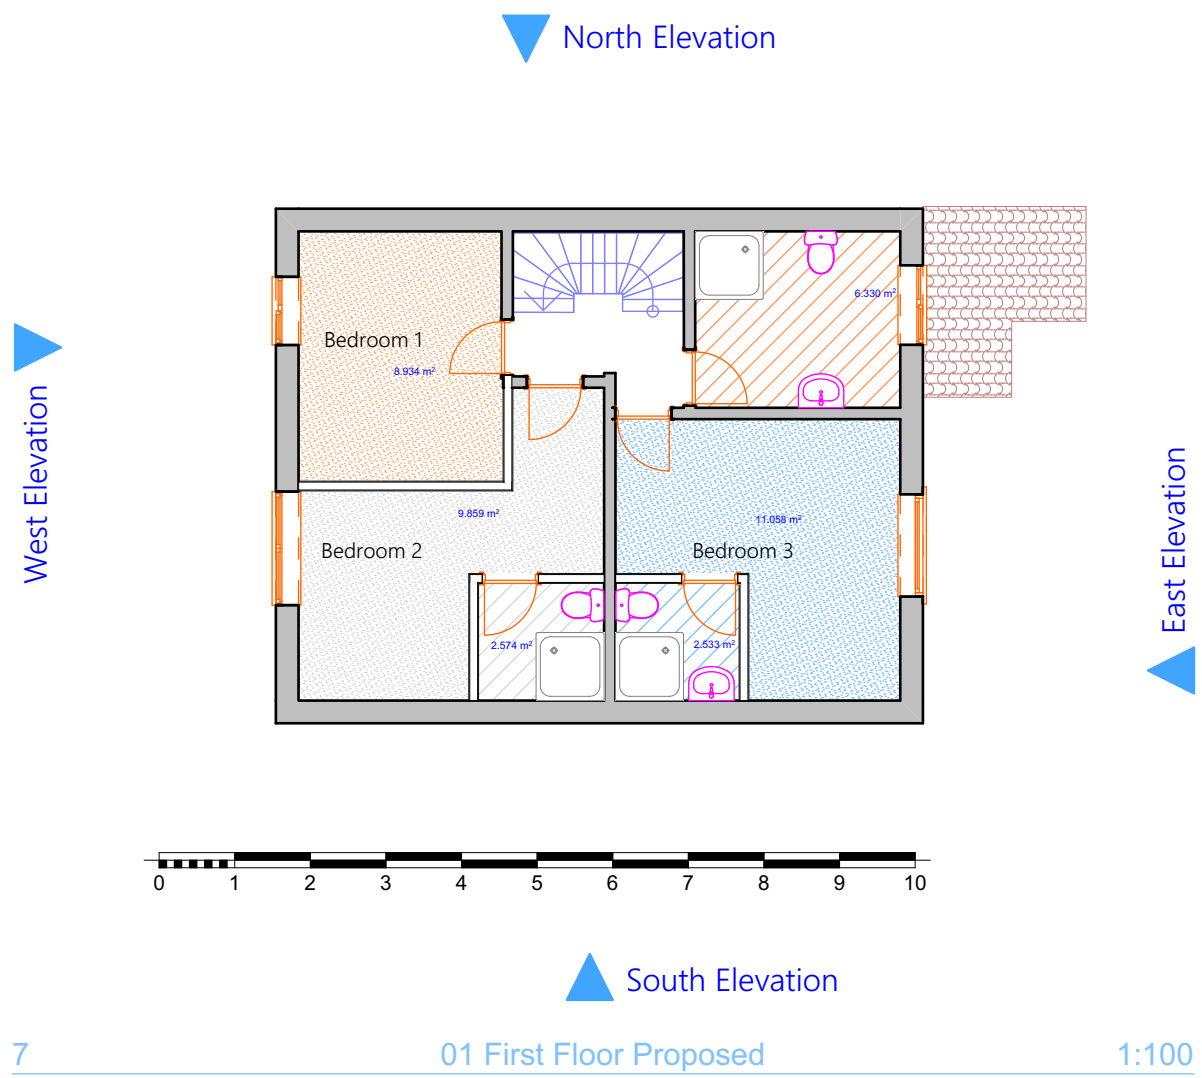 North Elevation
6.330 m²
Bedroom 1
8.934 m²
West Elevation
East Elevation
9.859 m²
11.058 m²
Bedroom 2
Bedroom 3
2.574 m²
2.533 m²
0 1 2 3 4 5 6 7 8 9 10
South Elevation
7 01 First Floor Proposed 1:100